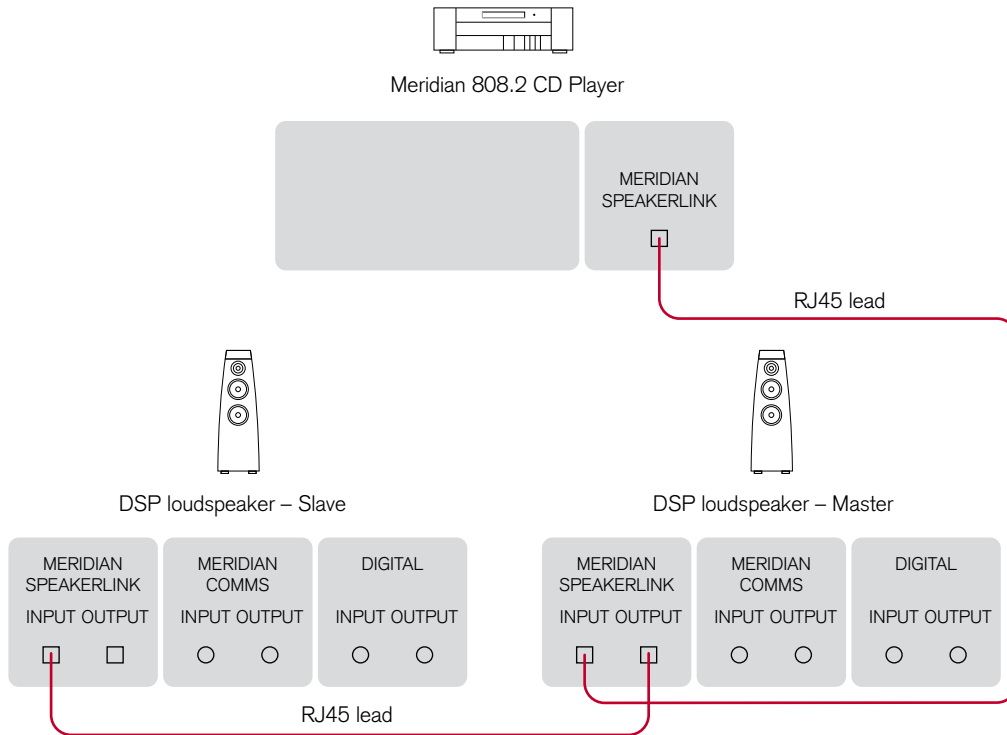 Meridian 808.2 CD Player
MERIDIAN
SPEAKERLINK
RJ45 lead
DSP loudspeaker – Slave
DSP loudspeaker – Master
MERIDIAN
SPEAKERLINK
INPUT OUTPUT
MERIDIAN
COMMS
INPUT OUTPUT
DIGITAL
INPUT OUTPUT
MERIDIAN
SPEAKERLINK
INPUT OUTPUT
MERIDIAN
COMMS
INPUT OUTPUT
DIGITAL
INPUT OUTPUT
RJ45 lead